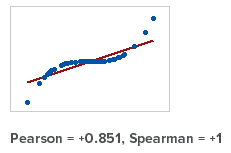 Pearson = +0.851, Spearman = +1